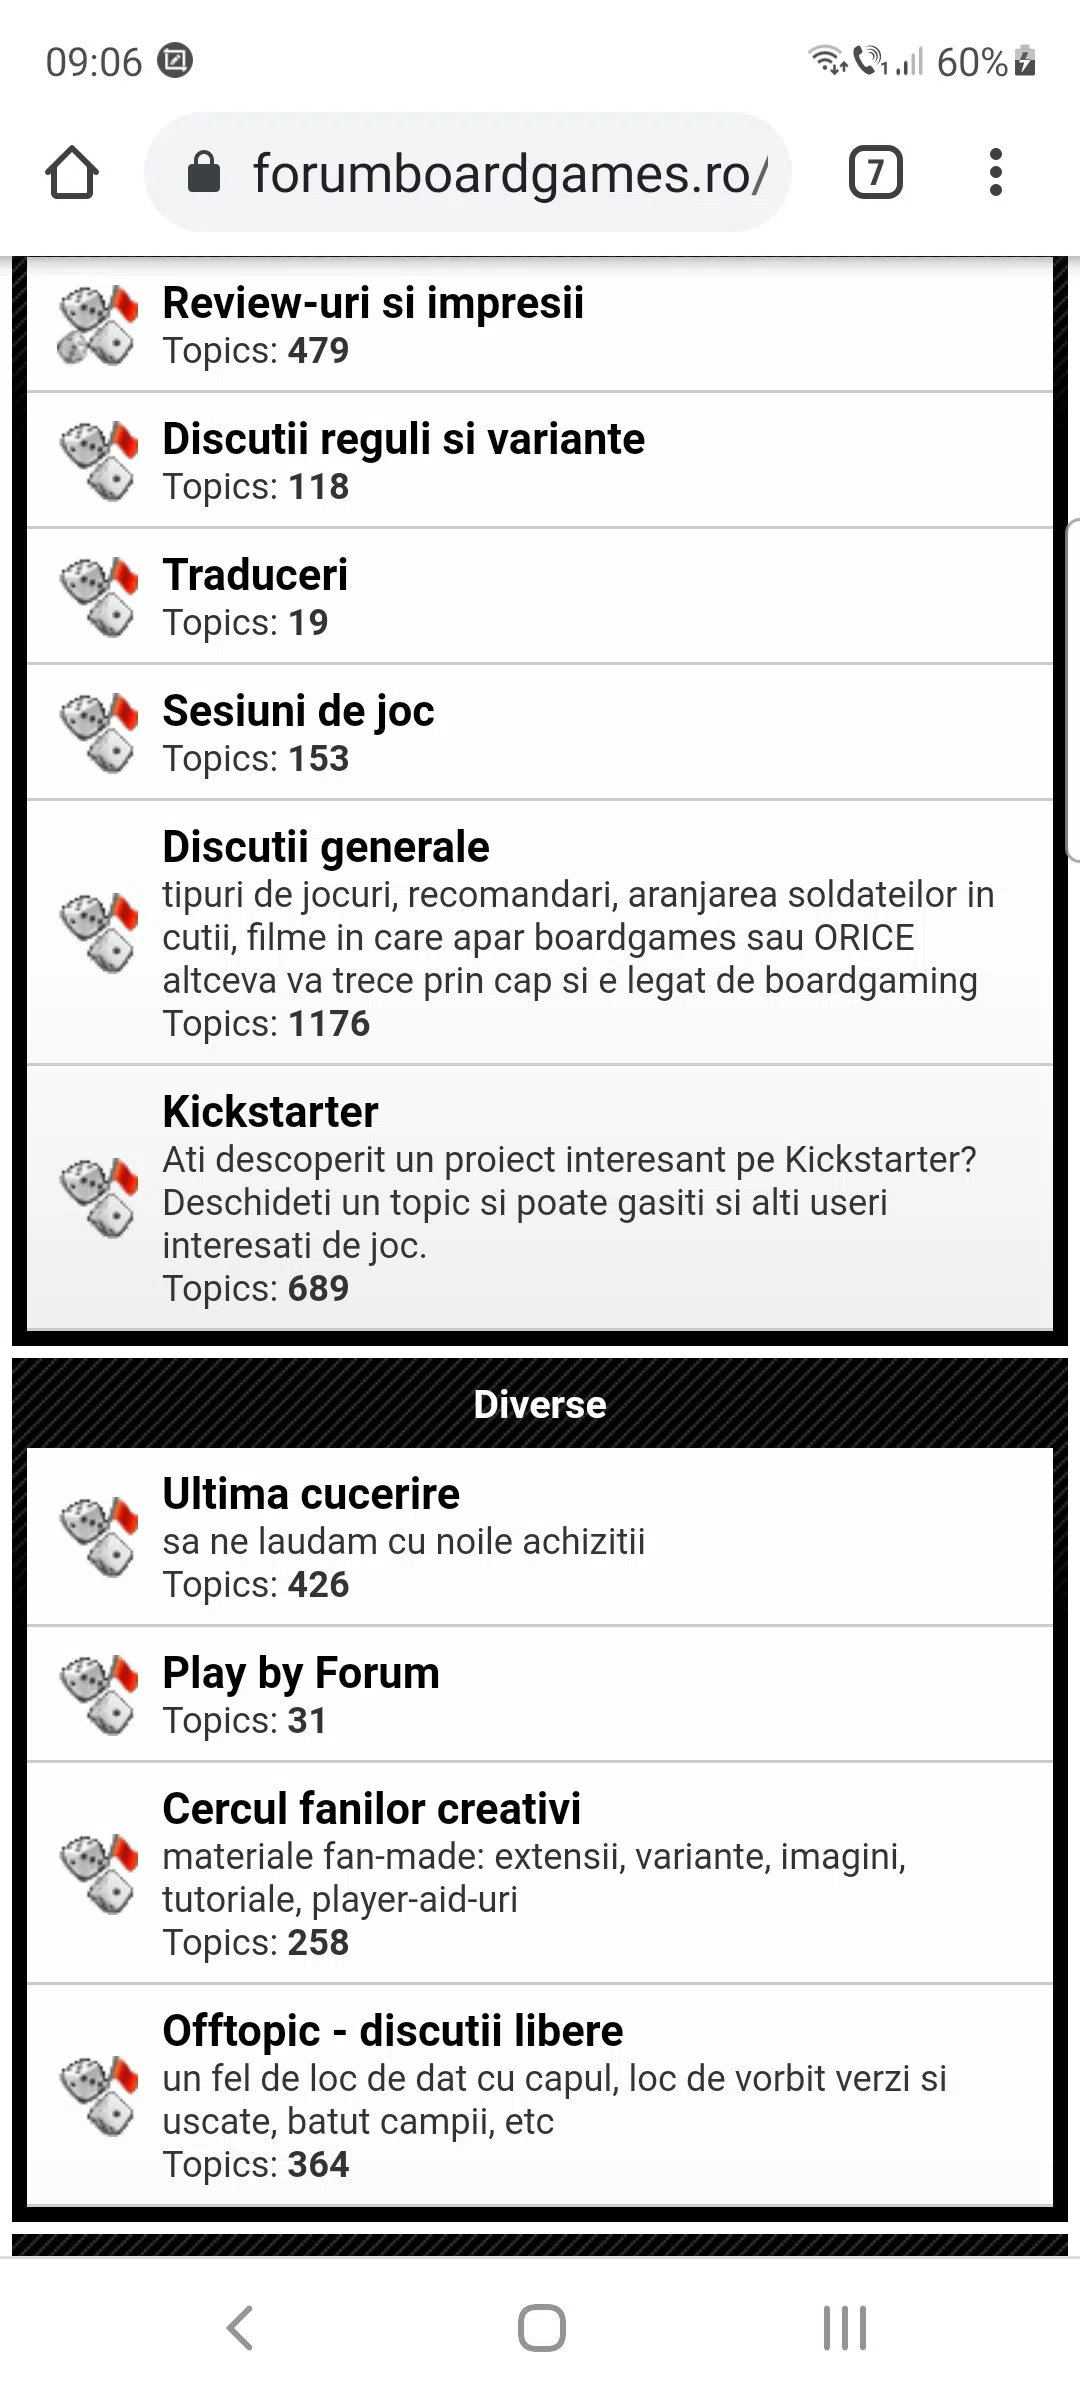 09:06
1
60%
forumboardgames.ro/
7
Review-uri si impresii
Topics: 479
Discutii reguli si variante
Topics: 118
Traduceri
Topics: 19
Sesiuni de joc
Topics: 153
Discutii generale
tipuri de jocuri, recomandari, aranjarea soldateilor in
cutii, filme in care apar boardgames sau ORICE
altceva va trece prin cap si e legat de boardgaming
Topics: 1176
Kickstarter
Ati descoperit un proiect interesant pe Kickstarter?
Deschideti un topic si poate gasiti si alti useri
interesati de joc.
Topics: 689
Diverse
Ultima cucerire
sa ne laudam cu noile achizitii
Topics: 426
Play by Forum
Topics: 31
Cercul fanilor creativi
materiale fan-made: extensii, variante, imagini,
tutoriale, player-aid-uri
Topics: 258
Offtopic - discutii libere
un fel de loc de dat cu capul, loc de vorbit verzi si
uscate, batut campii, etc
Topics: 364